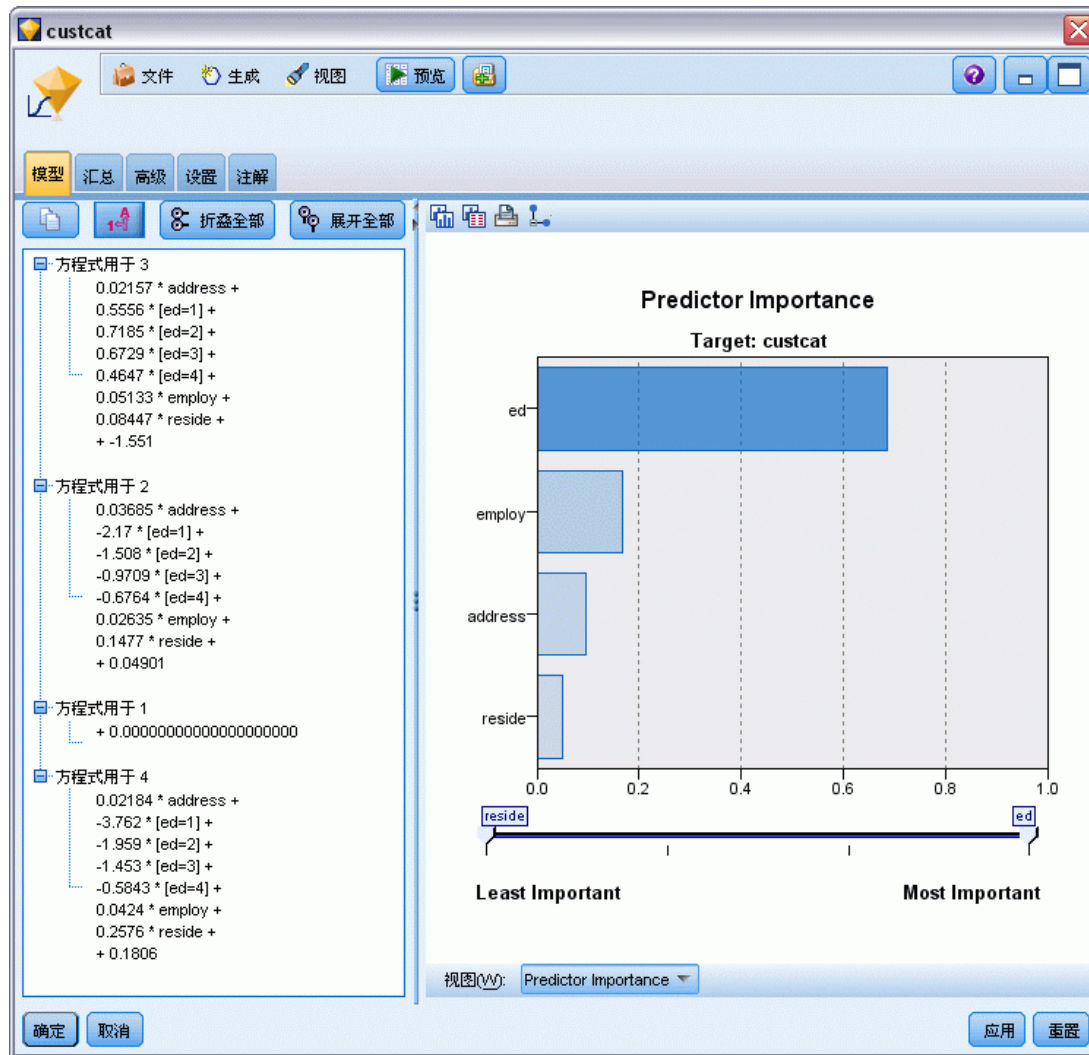 custcat
文件 生成 视图 预览
模型 汇总 高级 设置 注解
折叠全部 展开全部
方程式用于 3
0.02157 * address +
0.5556 * [ed=1] +
0.7185 * [ed=2] +
0.6729 * [ed=3] +
0.4647 * [ed=4] +
0.05133 * employ +
0.08447 * reside +
+ -1.551
方程式用于 2
0.03685 * address +
-2.17 * [ed=1] +
-1.508 * [ed=2] +
-0.9709 * [ed=3] +
-0.6764 * [ed=4] +
0.02635 * employ +
0.1477 * reside +
+ 0.04901
方程式用于 1
+ 0.00000000000000000000
方程式用于 4
0.02184 * address +
-3.762 * [ed=1] +
-1.959 * [ed=2] +
-1.453 * [ed=3] +
-0.5843 * [ed=4] +
0.0424 * employ +
0.2576 * reside +
+ 0.1806
Predictor Importance
Target: custcat
ed
employ
address
reside
0.0 0.2 0.4 0.6 0.8 1.0
reside ed
Least Important Most Important
视图(W): Predictor Importance
确定 取消 应用 重置